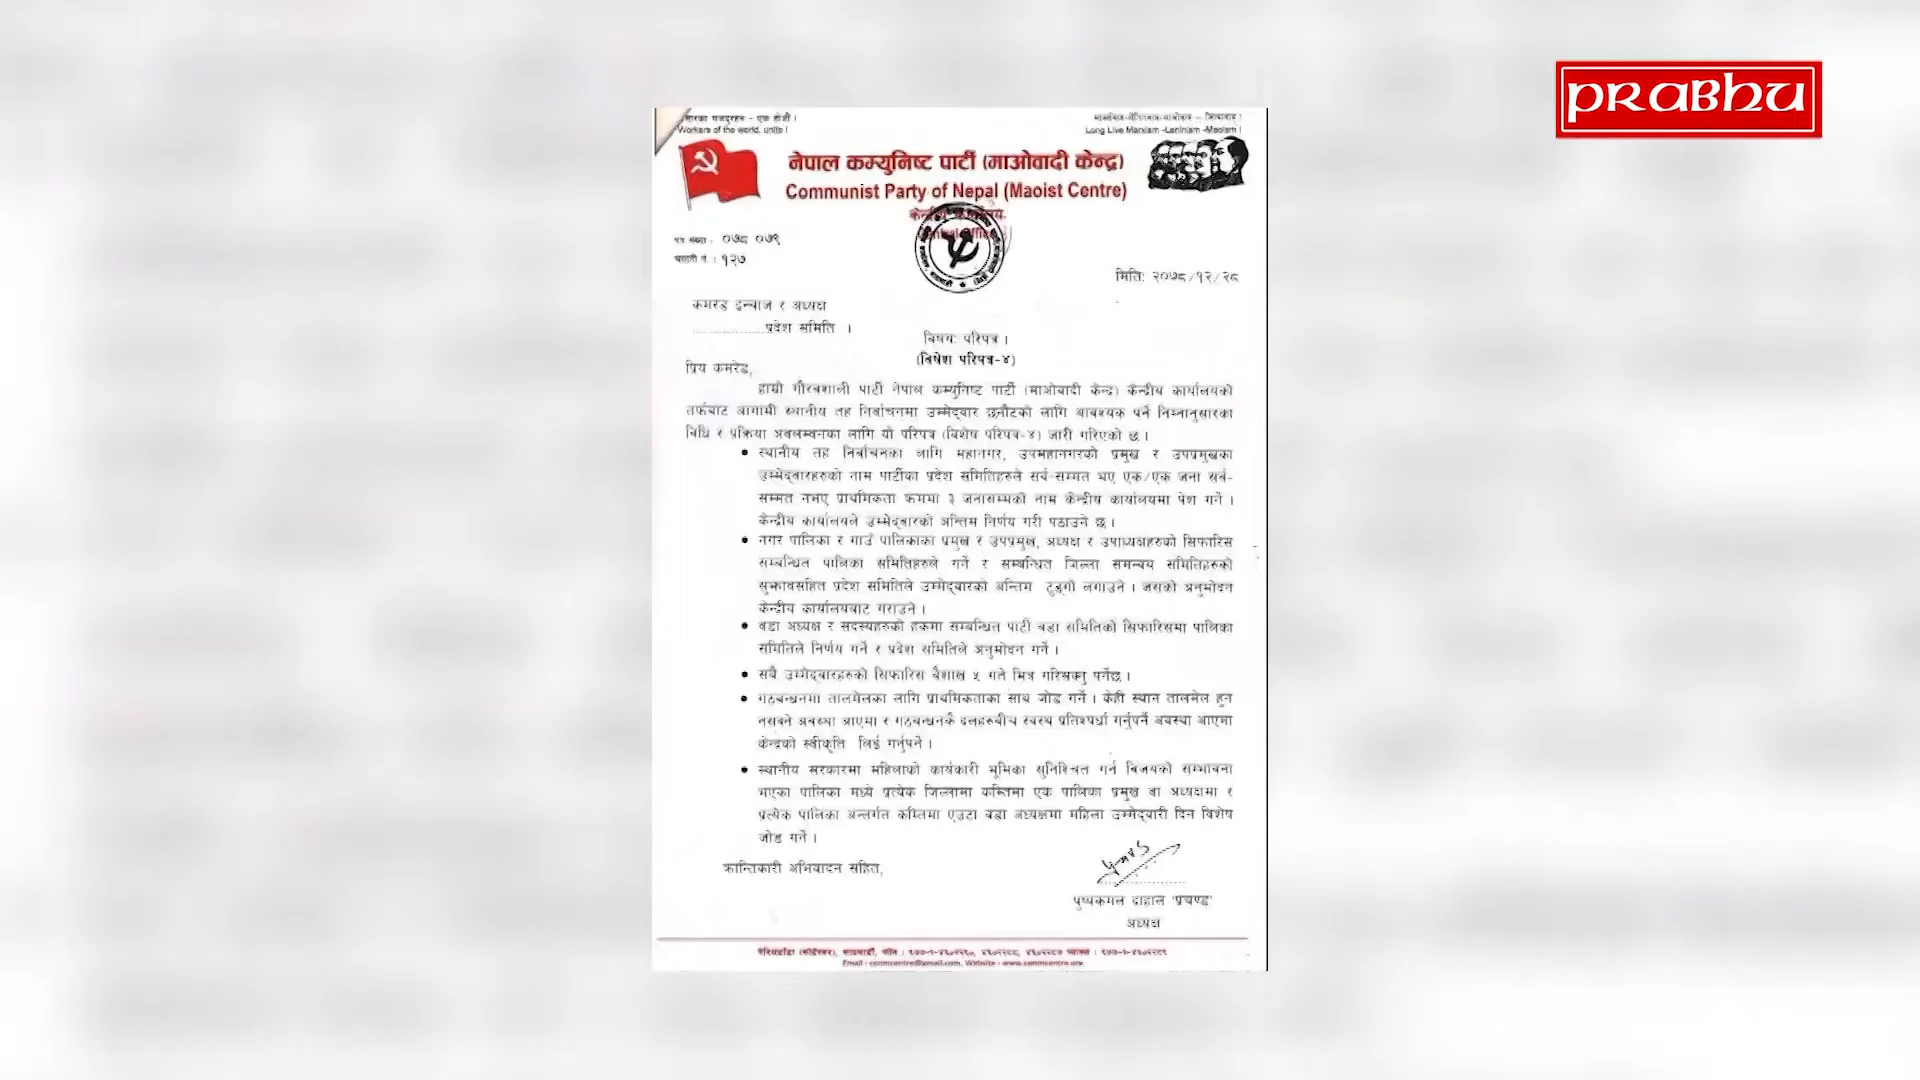 PRABHU
सारका मजदुरहरु - एक होऔं !
Workers of the world, unite !
मार्क्सवाद-लेनिनवाद-माओवाद - जिन्दावाद !
Long Live Marxism -Leninism -Maoism !
नेपाल कम्युनिष्ट पार्टी (माओवादी केन्द्र)
Communist Party of Nepal (Maoist Centre)
पत्र संख्या : ०७८ ०७९
चलानी नं. : १२७
मिति: २०७८/१२/२८
कमरेड इन्चार्ज र अध्यक्ष
....................प्रदेश समिति ।
विषय: परिपत्र ।
(विषेश परिपत्र-४)
प्रिय कमरेड,
हाम्रो गौरवशाली पार्टी नेपाल कम्युनिष्ट पार्टी (माओवादी केन्द्र) केन्द्रीय कार्यालयको
तर्फबाट आगामी स्थानीय तह निर्वाचनमा उम्मेद्वार छनौटको लागि आवश्यक पर्ने निम्नानुसारका
विधि र प्रक्रिया अवलम्वनका लागि यो परिपत्र (विशेष परिपत्र-४) जारी गरिएको छ ।
● स्थानीय तह निर्वाचनका लागि महानगर, उपमहानगरको प्रमुख र उपप्रमुखका
उम्मेद्वारहरुको नाम पार्टीका प्रदेश समितिहरुले सर्व-सम्मत भए एक/एक जना सर्व-
सम्मत नभए प्राथमिकता क्रममा ३ जनासम्मको नाम केन्द्रीय कार्यालयमा पेश गर्ने ।
केन्द्रीय कार्यालयले उम्मेद्वारको अन्तिम निर्णय गरी पठाउने छ ।
● नगर पालिका र गाउँ पालिकाका प्रमुख र उपप्रमुख, अध्यक्ष र उपाध्यक्षहरुको सिफारिस
सम्बन्धित पालिका समितिहरुले गर्ने र सम्बन्धित जिल्ला समन्वय समितिहरुको
सुझावसहित प्रदेश समितिले उम्मेद्वारको अन्तिम टुङ्गो लगाउने । जसको अनुमोदन
केन्द्रीय कार्यालयबाट गराउने ।
● वडा अध्यक्ष र सदस्यहरुको हकमा सम्बन्धित पार्टी वडा समितिको सिफारिसमा पालिका
समितिले निर्णय गर्ने र प्रदेश समितिले अनुमोदन गर्ने ।
● सबै उम्मेद्वारहरुको सिफारिस बैशाख ५ गते भित्र गरिसक्नु पर्नेछ ।
● गठबन्धनमा तालमेलका लागि प्राथमिकताका साथ जोड गर्ने । केही स्थान तालमेल हुन
नसक्ने अवस्था आएमा र गठबन्धनकै दलहरुबीच स्वस्थ प्रतिश्पर्धा गर्नुपर्ने अवस्था आएमा
केन्द्रको स्वीकृति लिई गर्नुपर्ने ।
● स्थानीय सरकारमा महिलाको कार्यकारी भूमिका सुनिश्चित गर्न विजयको सम्भावना
भएका पालिका मध्ये प्रत्येक जिल्लामा कम्तिमा एक पालिका प्रमुख वा अध्यक्षमा र
प्रत्येक पालिका अन्तर्गत कम्तिमा एउटा वडा अध्यक्षमा महिला उम्मेद्वारी दिन विशेष
जोड गर्ने ।
क्रान्तिकारी अभिवादन सहित,
पुष्पकमल दाहाल 'प्रचण्ड'
अध्यक्ष